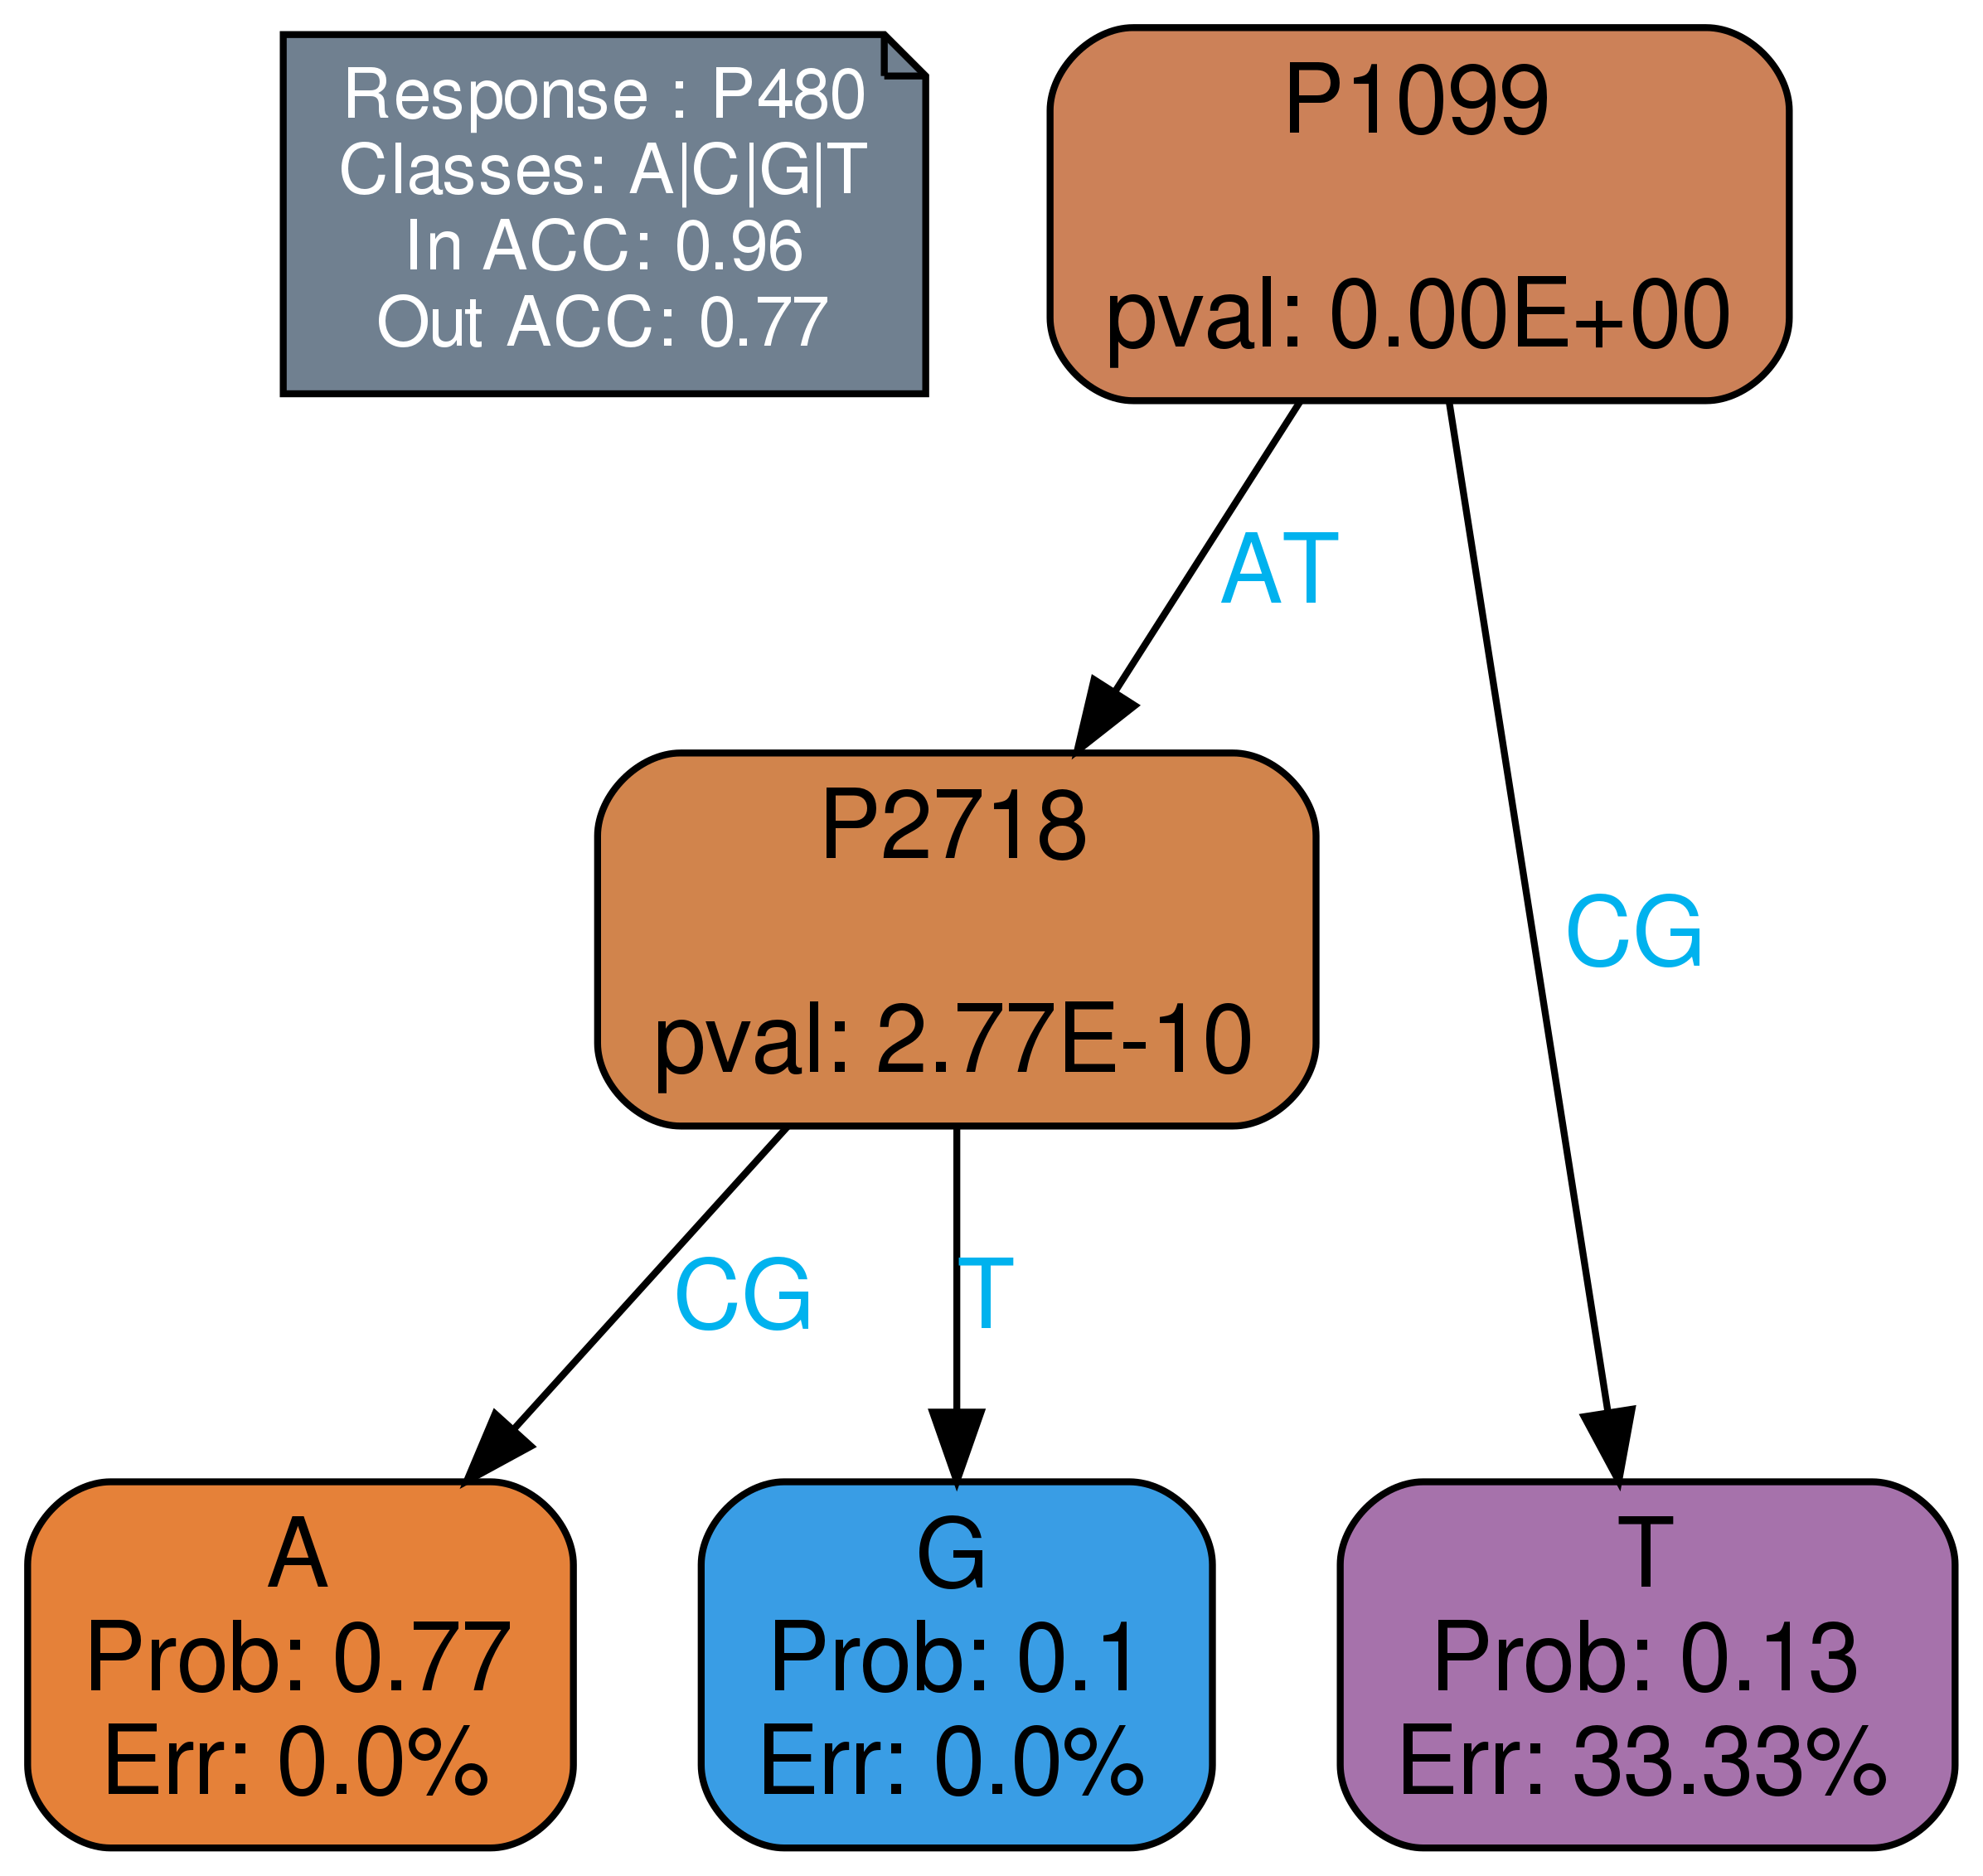 Response : P480
Classes: A|C|G|T
In ACC: 0.96
Out ACC: 0.77
P1099
pval: 0.00E+00
AT
P2718
pval: 2.77E-10
CG
CG
T
A
Prob: 0.77
Err: 0.0%
G
Prob: 0.1
Err: 0.0%
T
Prob: 0.13
Err: 33.33%